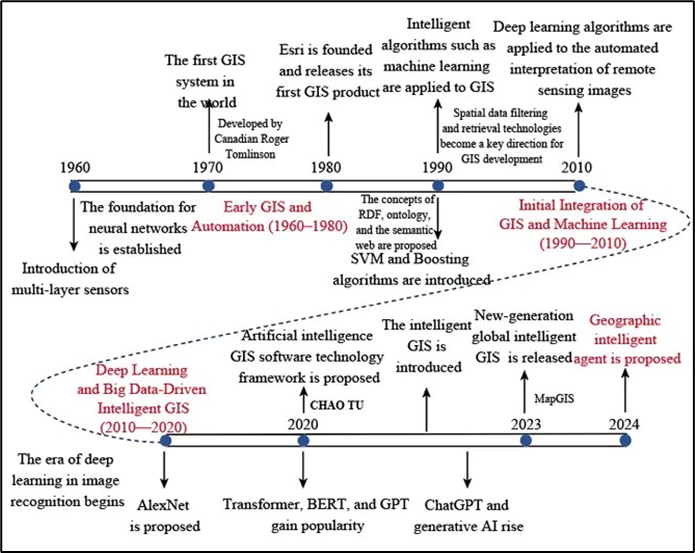 The first GIS
system in
the world
Esri is founded
and releases its
first GIS product
Intelligent
algorithms such as
machine learning
are applied to GIS
Deep learning algorithms are
applied to the automated
interpretation of remote
sensing images
Developed by
Canadian Roger
Tomlinson
Spatial data filtering
and retrieval technologies
become a key direction for
GIS development
1960
1970
1980
1990
2010
The foundation for
neural networks
is established
Early GIS and
Automation (1960–1980)
The concepts of
RDF, ontology,
and the semantic
web are proposed
Initial Integration of
GIS and Machine Learning
(1990–2010)
Introduction of
multi-layer sensors
SVM and Boosting
algorithms are introduced
Deep Learning
and Big Data-Driven
Intelligent GIS
(2010—2020)
Artificial intelligence
GIS software technology
framework is proposed
CHAO TU
The intelligent
GIS is
introduced
New-generation
global intelligent
GIS is released
MapGIS
Geographic
intelligent
agent is proposed
2020
2023
2024
The era of deep
learning in image
recognition begins
AlexNet
is proposed
Transformer, BERT, and GPT
gain popularity
ChatGPT and
generative AI rise